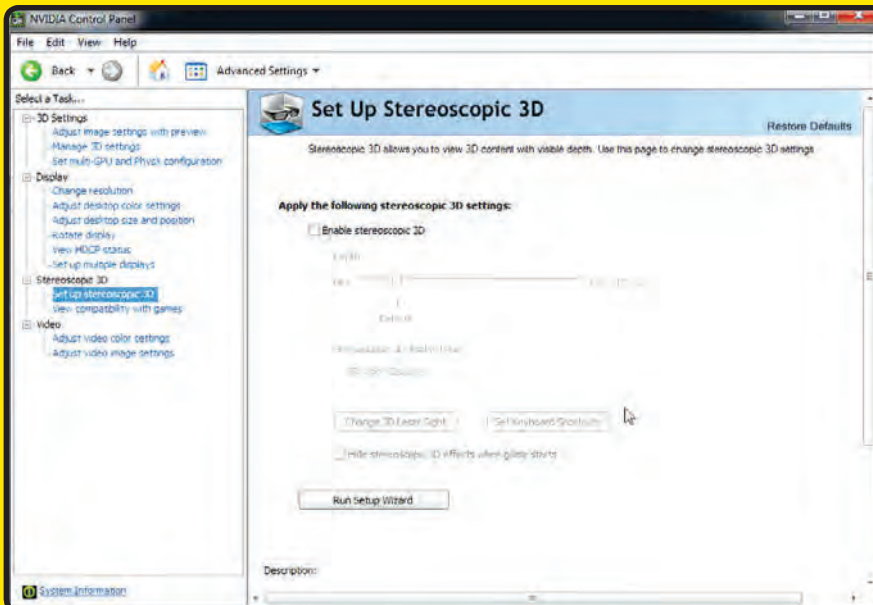 NVIDIA Control Panel
File Edit View Help
Back Advanced Settings
Select a Task...
3D Settings
Adjust image settings with preview
Manage 3D settings
Set multi-GPU and PhysX configuration
Display
Change resolution
Adjust desktop color settings
Adjust desktop size and position
Rotate display
View HDCP status
Set up multiple displays
Stereoscopic 3D
Set up stereoscopic 3D
View compatibility with games
Video
Adjust video color settings
Adjust video image settings
System Information
Set Up Stereoscopic 3D
Restore Defaults
Stereoscopic 3D allows you to view 3D content with visible depth. Use this page to change stereoscopic 3D settings
Apply the following stereoscopic 3D settings:
Enable stereoscopic 3D
Depth
Change 3D Laser Sight Set Keyboard Shortcuts
Hide stereoscopic 3D effects when game starts
Run Setup Wizard
Description: